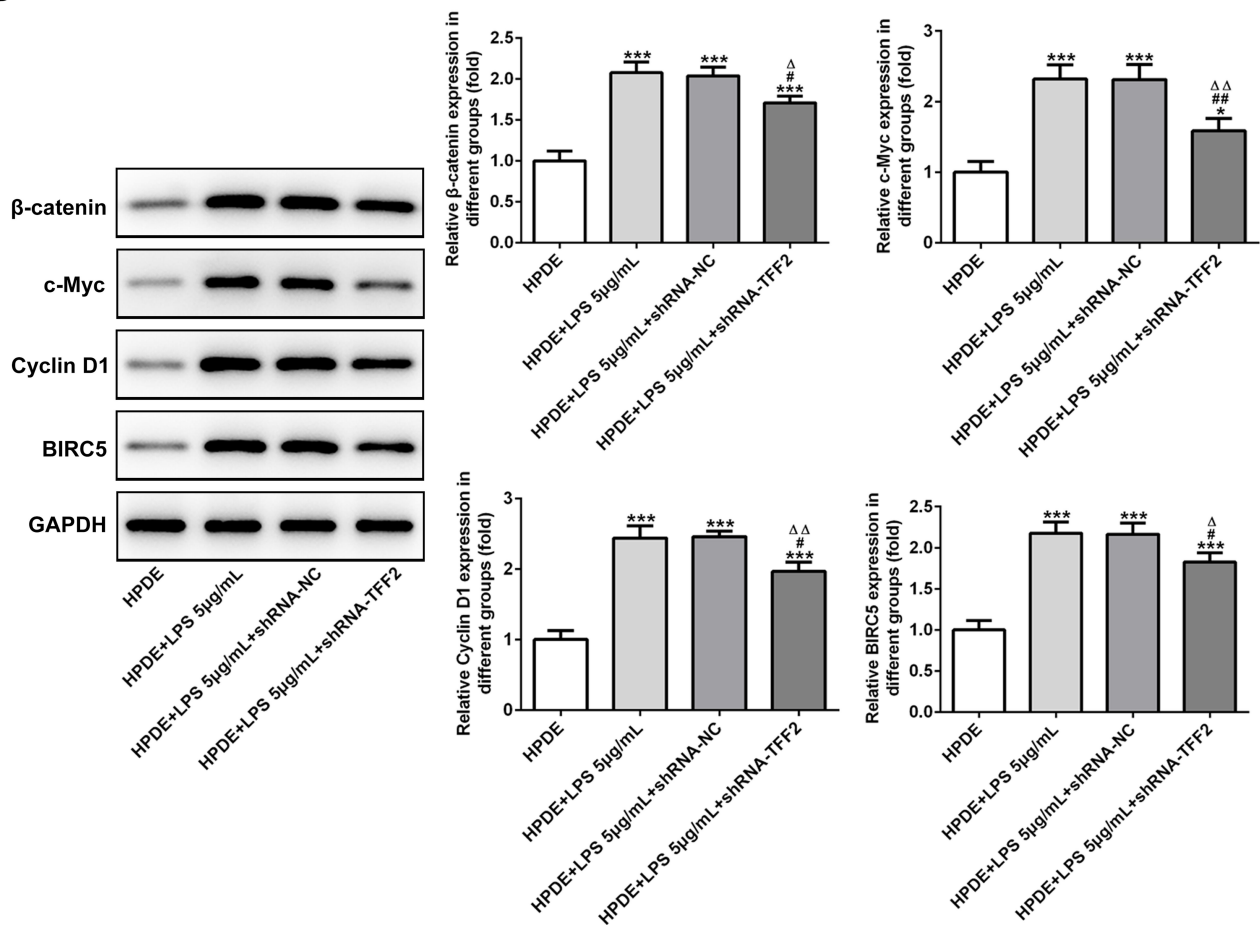 β-catenin
c-Myc
Cyclin D1
BIRC5
GAPDH
HPDE
HPDE+LPS 5μg/mL
HPDE+LPS 5μg/mL+shRNA-NC
HPDE+LPS 5μg/mL+shRNA-TFF2
Relative β-catenin expression in
different groups (fold)
2.5
2.0
1.5
1.0
0.5
0.0
***
***
Δ
#
***
HPDE
HPDE+LPS 5μg/mL
HPDE+LPS 5μg/mL+shRNA-NC
HPDE+LPS 5μg/mL+shRNA-TFF2
Relative c-Myc expression in
different groups (fold)
3
2
1
0
***
***
Δ Δ
##
*
HPDE
HPDE+LPS 5μg/mL
HPDE+LPS 5μg/mL+shRNA-NC
HPDE+LPS 5μg/mL+shRNA-TFF2
Relative Cyclin D1 expression in
different groups (fold)
3
2
1
0
***
***
Δ Δ
#
***
HPDE
HPDE+LPS 5μg/mL
HPDE+LPS 5μg/mL+shRNA-NC
HPDE+LPS 5μg/mL+shRNA-TFF2
Relative BIRC5 expression in
different groups (fold)
2.5
2.0
1.5
1.0
0.5
0.0
***
***
Δ
#
***
HPDE
HPDE+LPS 5μg/mL
HPDE+LPS 5μg/mL+shRNA-NC
HPDE+LPS 5μg/mL+shRNA-TFF2